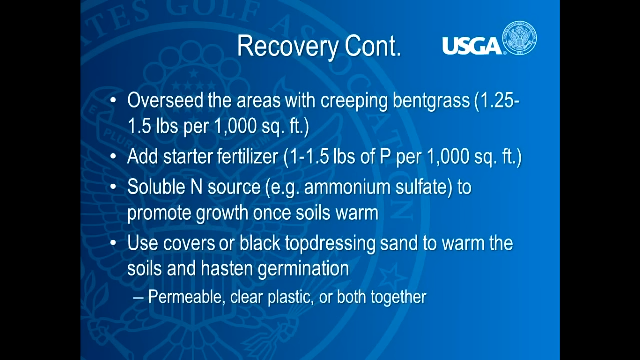 Recovery Cont.
USGA
• Overseed the areas with creeping bentgrass (1.25-
1.5 lbs per 1,000 sq. ft.)
• Add starter fertilizer (1-1.5 lbs of P per 1,000 sq. ft.)
• Soluble N source (e.g. ammonium sulfate) to
promote growth once soils warm
• Use covers or black topdressing sand to warm the
soils and hasten germination
– Permeable, clear plastic, or both together